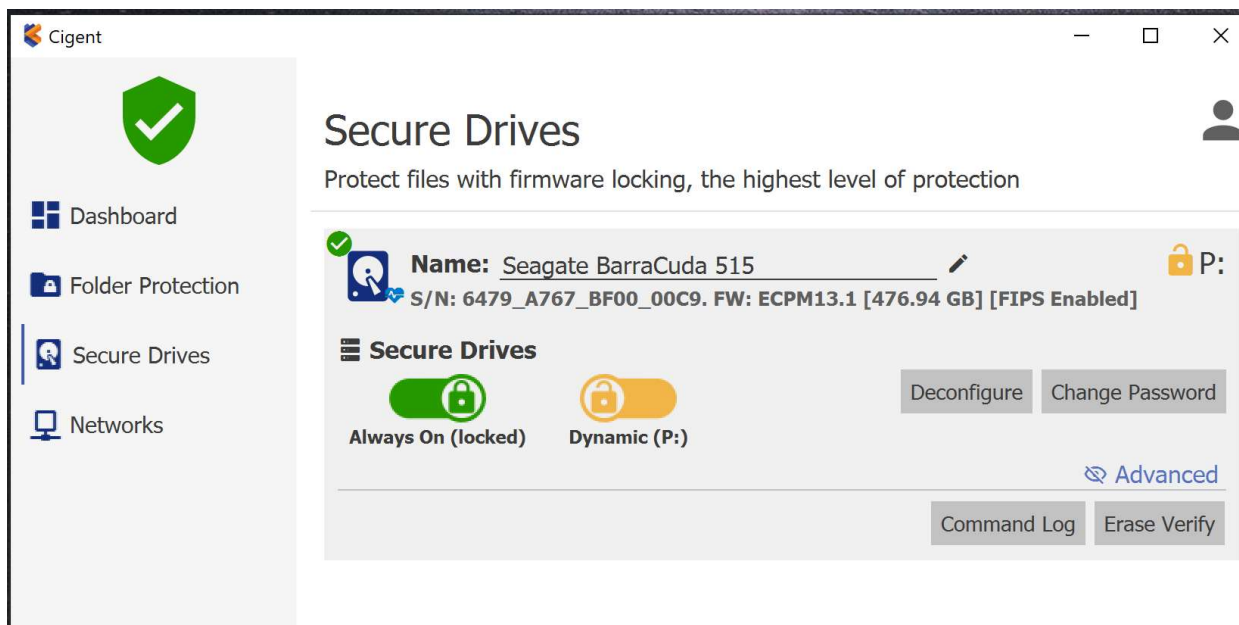 Cigent
Dashboard
Folder Protection
Secure Drives
Networks
Secure Drives
Protect files with firmware locking, the highest level of protection
Name: Seagate BarraCuda 515
P:
S/N: 6479_A767_BF00_00C9. FW: ECPM13.1 [476.94 GB] [FIPS Enabled]
Secure Drives
Always On (locked) Dynamic (P:)
Deconfigure Change Password
Advanced
Command Log Erase Verify